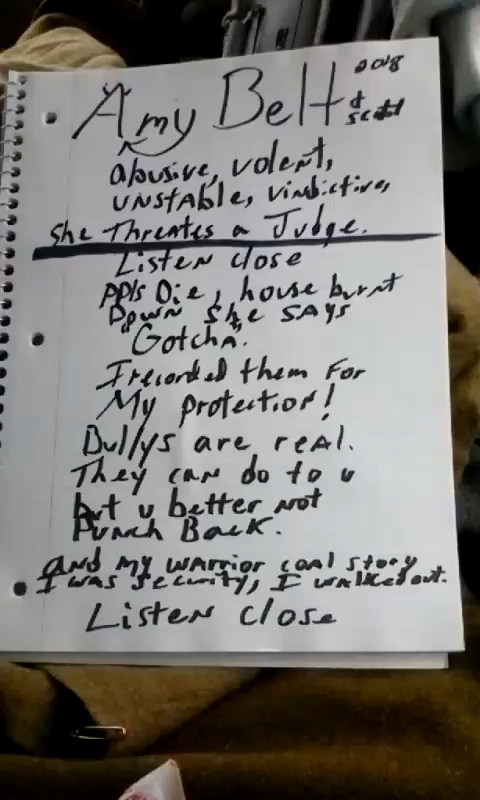 Amy Belt &
2018
scott
abusive, volent,
unstable, vindictive,
she Threates a Judge.
Listen close
ppls Die, house burnt
Down she says
Gotcha.
I recorded them For
My protection!
Bullys are real.
They can do to u
but u better not
Punch Back.
and my warrior coal story
I was security, I walked out.
Listen close